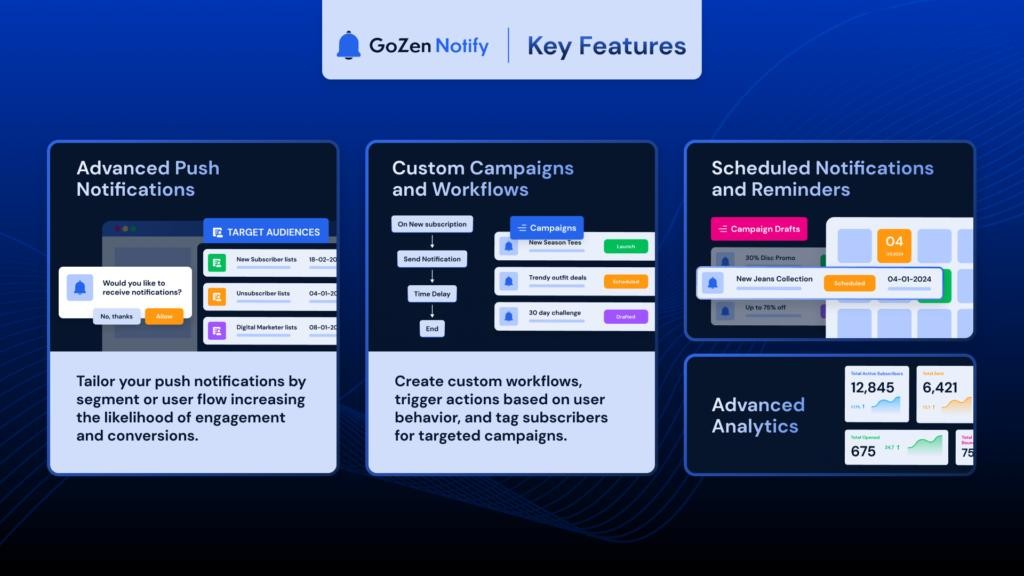 GoZen Notify | Key Features
Advanced Push
Notifications
TARGET AUDIENCES
New Subscriber lists 18-02-20
Would you like to
receive notifications?
No, thanks
Allow
Unsubscriber lists 04-01-20
Digital Marketer lists 08-01-20
Tailor your push notifications by
segment or user flow increasing
the likelihood of engagement
and conversions.
Custom Campaigns
and Workflows
On New subscription
Send Notification
Time Delay
End
Campaigns
New Season Tees Launch
Trendy outfit deals Scheduled
30 day challenge Drafted
Create custom workflows,
trigger actions based on user
behavior, and tag subscribers
for targeted campaigns.
Scheduled Notifications
and Reminders
Campaign Drafts
04
30% Disc Promo
New Jeans Collection Scheduled 04-01-2024
Up to 75% off
Advanced
Analytics
Total Active Subscribers
12,845
Total Sent
6,421
Total Opened
675 24.7 ↑
Total
75